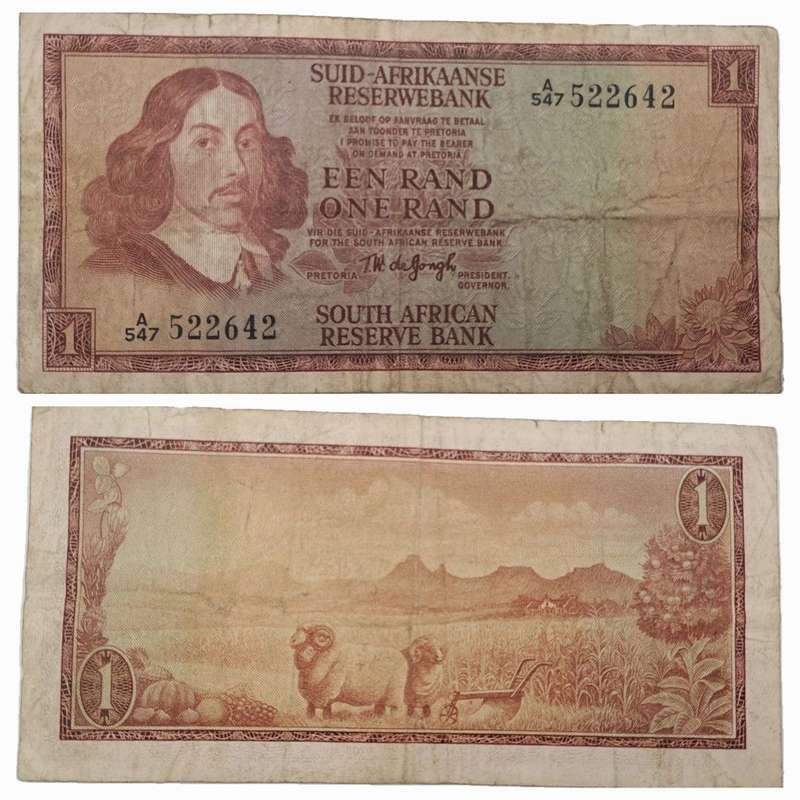 1
SUID-AFRIKAANSE
RESERWEBANK
A/547 522642
EK BELOOF OP AANVRAAG TE BETAAL
AAN TOONDER TE PRETORIA
I PROMISE TO PAY THE BEARER
ON DEMAND AT PRETORIA
EEN RAND
ONE RAND
VIR DIE SUID-AFRIKAANSE RESERWEBANK
FOR THE SOUTH AFRICAN RESERVE BANK
T.W. de Jongh
PRETORIA PRESIDENT.
GOVERNOR.
A/547 522642
SOUTH AFRICAN
RESERVE BANK
1
1
1